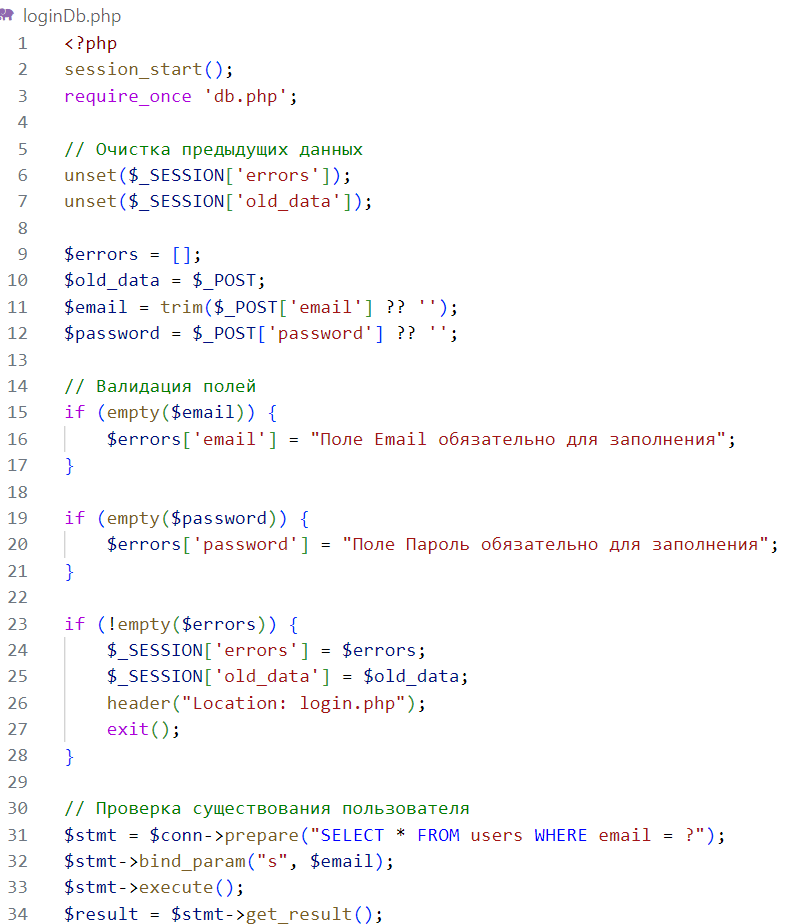 loginDb.php
1 <?php
2 session_start();
3 require_once 'db.php';
4
5 // Очистка предыдущих данных
6 unset($_SESSION['errors']);
7 unset($_SESSION['old_data']);
8
9 $errors = [];
10 $old_data = $_POST;
11 $email = trim($_POST['email'] ?? '');
12 $password = $_POST['password'] ?? '';
13
14 // Валидация полей
15 if (empty($email)) {
16 $errors['email'] = "Поле Email обязательно для заполнения";
17 }
18
19 if (empty($password)) {
20 $errors['password'] = "Поле Пароль обязательно для заполнения";
21 }
22
23 if (!empty($errors)) {
24 $_SESSION['errors'] = $errors;
25 $_SESSION['old_data'] = $old_data;
26 header("Location: login.php");
27 exit();
28 }
29
30 // Проверка существования пользователя
31 $stmt = $conn->prepare("SELECT * FROM users WHERE email = ?");
32 $stmt->bind_param("s", $email);
33 $stmt->execute();
34 $result = $stmt->get_result();